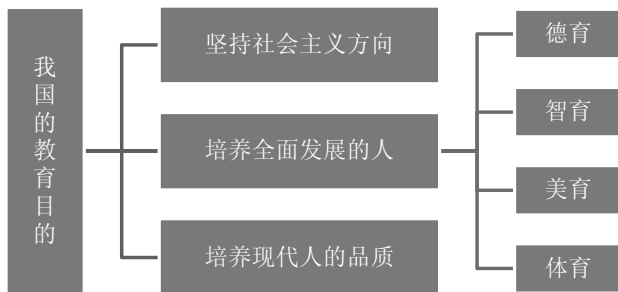 我国的教育目的
坚持社会主义方向
培养全面发展的人
培养现代人的品质
德育
智育
美育
体育